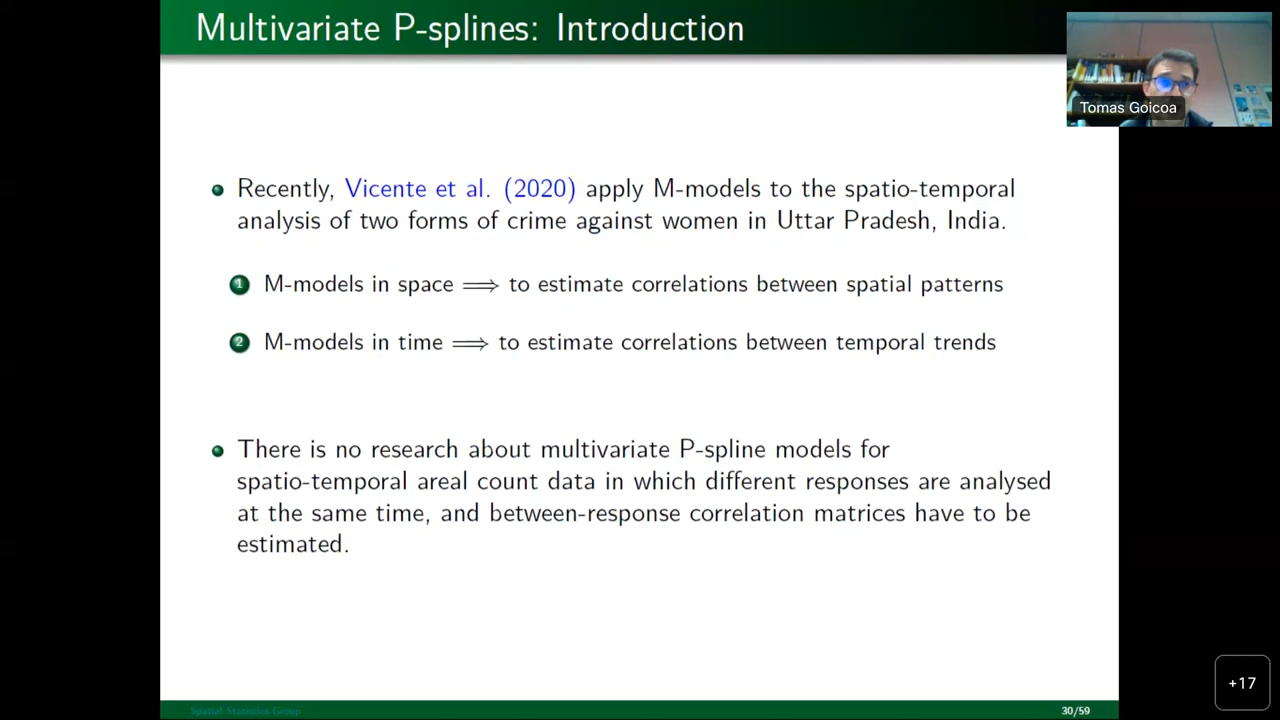 Multivariate P-splines: Introduction
Tomas Goicoa
Recently, Vicente et al. (2020) apply M-models to the spatio-temporal
analysis of two forms of crime against women in Uttar Pradesh, India.
1 M-models in space ⟹ to estimate correlations between spatial patterns
2 M-models in time ⟹ to estimate correlations between temporal trends
There is no research about multivariate P-spline models for
spatio-temporal areal count data in which different responses are analysed
at the same time, and between-response correlation matrices have to be
estimated.
+17
Spatial Statistics Group
30/59